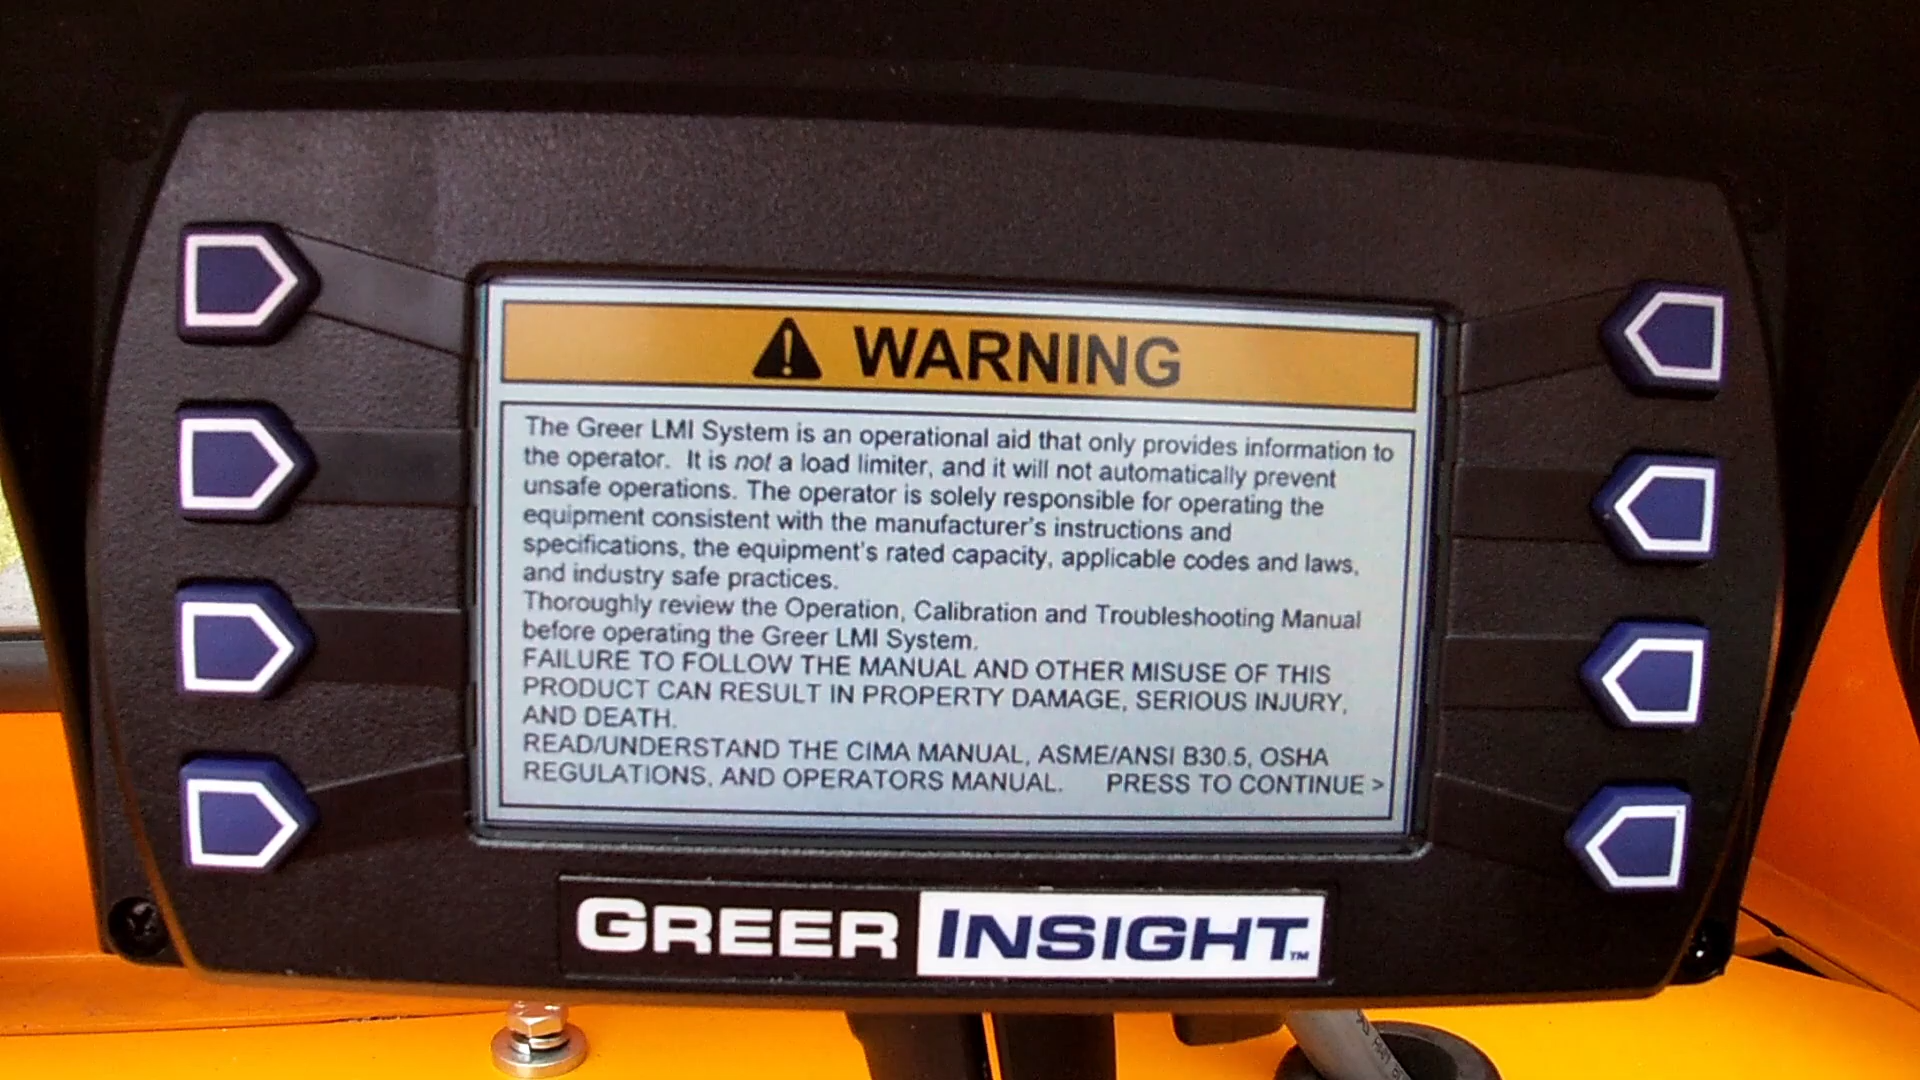 WARNING
The Greer LMI System is an operational aid that only provides information to
the operator. It is not a load limiter, and it will not automatically prevent
unsafe operations. The operator is solely responsible for operating the
equipment consistent with the manufacturer's instructions and
specifications, the equipment's rated capacity, applicable codes and laws,
and industry safe practices.
Thoroughly review the Operation, Calibration and Troubleshooting Manual
before operating the Greer LMI System.
FAILURE TO FOLLOW THE MANUAL AND OTHER MISUSE OF THIS
PRODUCT CAN RESULT IN PROPERTY DAMAGE, SERIOUS INJURY,
AND DEATH.
READ/UNDERSTAND THE CIMA MANUAL, ASME/ANSI B30.5, OSHA
REGULATIONS, AND OPERATORS MANUAL. PRESS TO CONTINUE >
GREER INSIGHT™